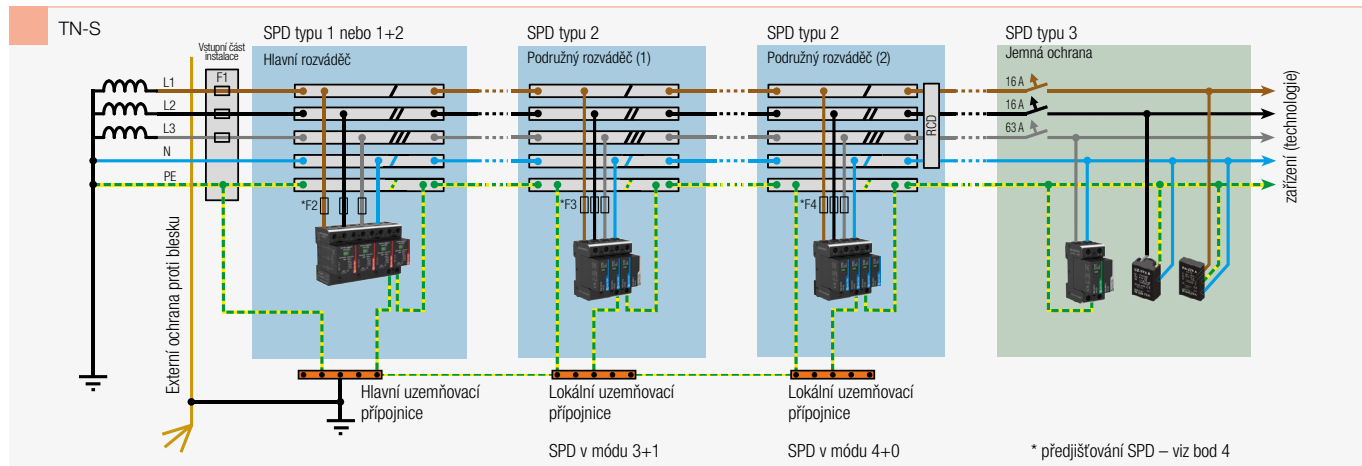 TN-S
SPD typu 1 nebo 1+2
SPD typu 2
SPD typu 2
SPD typu 3
Vstupní část
instalace
Hlavní rozváděč
Podružný rozváděč (1)
Podružný rozváděč (2)
Jemná ochrana
L1
F1
16 A
L2
16 A
L3
63 A
N
PE
RCD
*F2
*F3
*F4
zařízení (technologie)
Externí ochrana proti blesku
Hlavní uzemňovací
přípojnice
Lokální uzemňovací
přípojnice
Lokální uzemňovací
přípojnice
SPD v módu 3+1
SPD v módu 4+0
* předjišťování SPD – viz bod 4